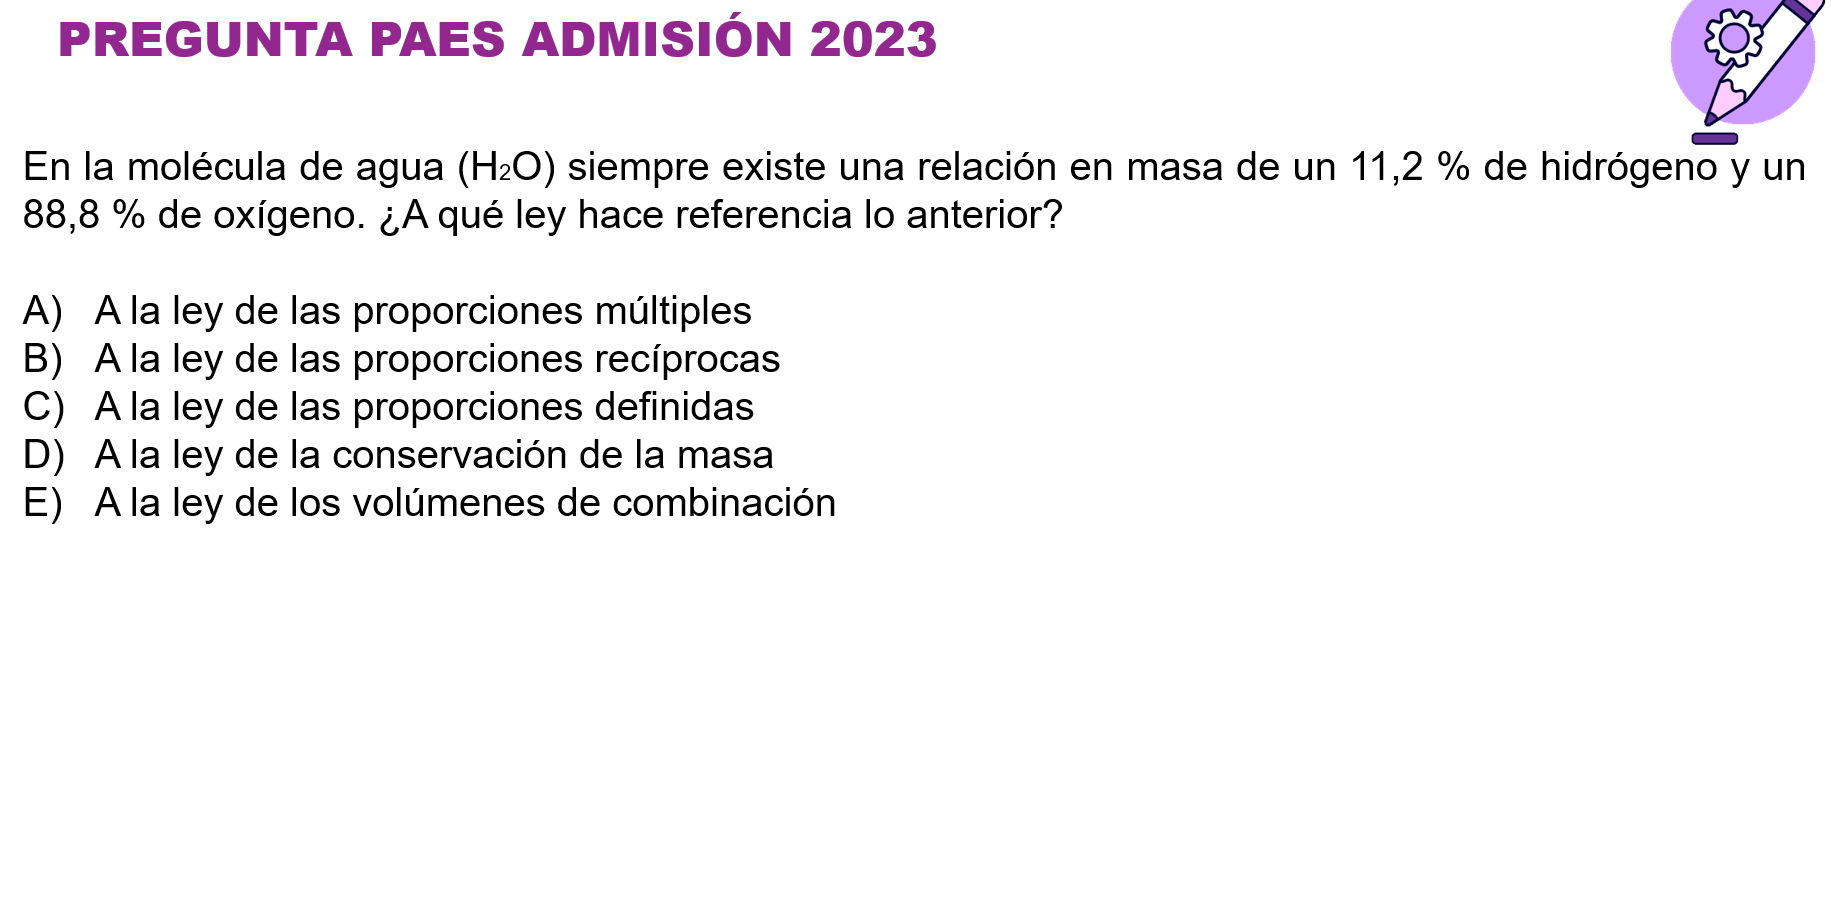 PREGUNTA PAES ADMISIÓN 2023
En la molécula de agua (H₂O) siempre existe una relación en masa de un 11,2 % de hidrógeno y un
88,8 % de oxígeno. ¿A qué ley hace referencia lo anterior?
A) A la ley de las proporciones múltiples
B) A la ley de las proporciones recíprocas
C) A la ley de las proporciones definidas
D) A la ley de la conservación de la masa
E) A la ley de los volúmenes de combinación